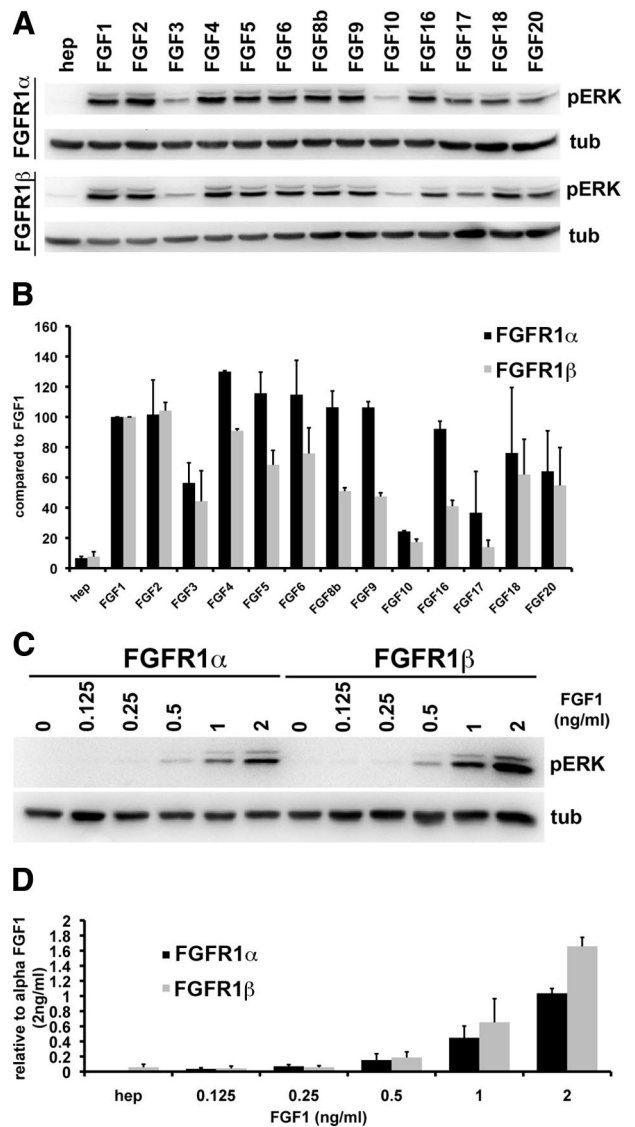 A
hep FGF1 FGF2 FGF3 FGF4 FGF5 FGF6 FGF8b FGF9 FGF10 FGF16 FGF17 FGF18 FGF20
FGFR1α
pERK
tub
FGFR1β
pERK
tub
B
compared to FGF1
160
140
120
100
80
60
40
20
0
FGFR1α
FGFR1β
hep FGF1 FGF2 FGF3 FGF4 FGF5 FGF6 FGF8b FGF9 FGF10 FGF16 FGF17 FGF18 FGF20
C
FGFR1α FGFR1β
0 0.125 0.25 0.5 1 2 0 0.125 0.25 0.5 1 2
FGF1
(ng/ml)
pERK
tub
D
relative to alpha FGF1
(2ng/ml)
2
1.8
1.6
1.4
1.2
1
0.8
0.6
0.4
0.2
0
FGFR1α
FGFR1β
hep 0.125 0.25 0.5 1 2
FGF1 (ng/ml)